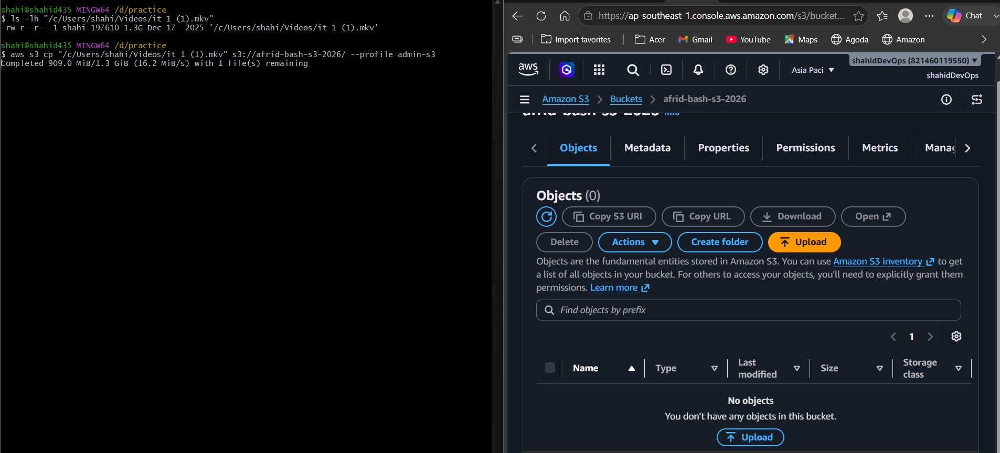 shahi@shahid435 MINGW64 /d/practice
$ ls -lh "/c/Users/shahi/Videos/it 1 (1).mkv"
-rw-r--r-- 1 shahi 197610 1.3G Dec 17  2025 '/c/Users/shahi/Videos/it 1 (1).mkv'
shahi@shahid435 MINGW64 /d/practice
$ aws s3 cp "/c/Users/shahi/Videos/it 1 (1).mkv" s3://afrid-bash-s3-2026/ --profile admin-s3
Completed 909.0 MiB/1.3 GiB (16.2 MiB/s) with 1 file(s) remaining
https://ap-southeast-1.console.aws.amazon.com/s3/bucket...
Chat
Import favorites
Acer
Gmail
YouTube
Maps
Agoda
Amazon
aws
Asia Paci
shahidDevOps (821460119550)
shahidDevOps
Amazon S3
Buckets
afrid-bash-s3-2026
afrid-bash-s3-2026 Info
Objects
Metadata
Properties
Permissions
Metrics
Manag
Objects (0)
Copy S3 URI
Copy URL
Download
Open
Delete
Actions
Create folder
Upload
Objects are the fundamental entities stored in Amazon S3. You can use Amazon S3 inventory to get
a list of all objects in your bucket. For others to access your objects, you'll need to explicitly grant them
permissions. Learn more
Find objects by prefix
1
Name
Type
Last
modified
Size
Storage
class
No objects
You don't have any objects in this bucket.
Upload